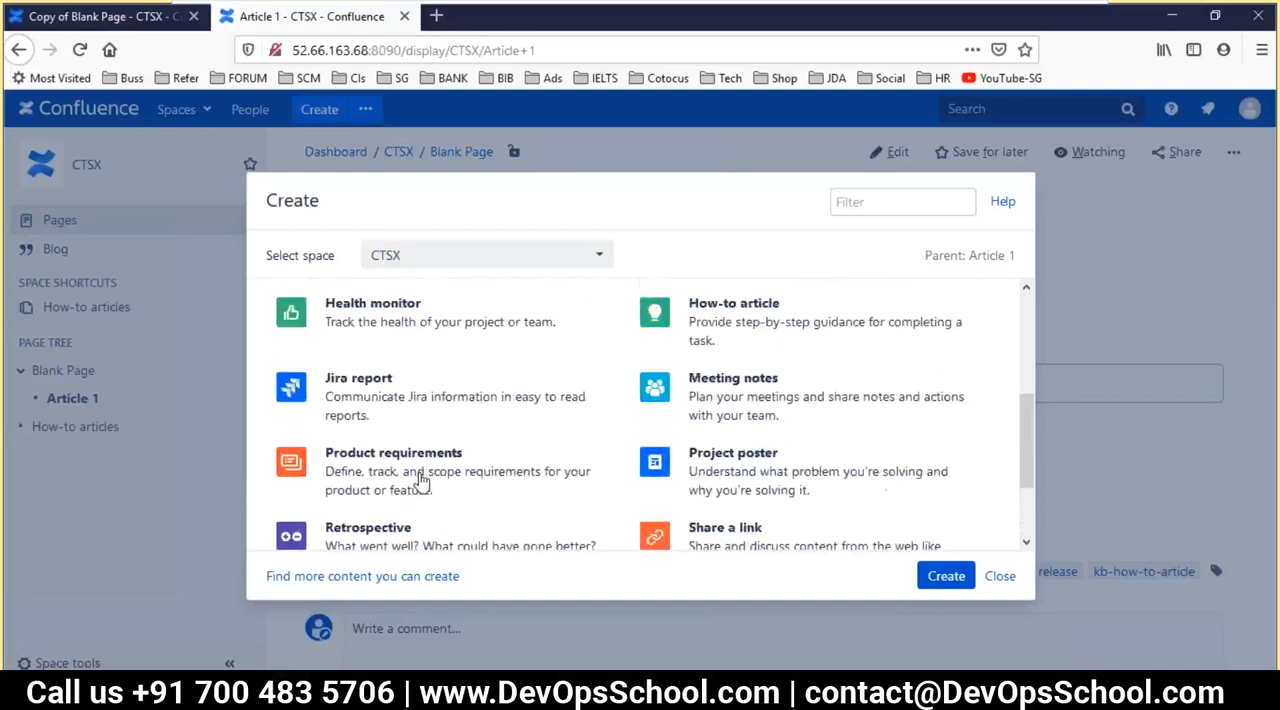 Copy of Blank Page - CTSX - C
Article 1 - CTSX - Confluence
52.66.163.68:8090/display/CTSX/Article+1
Most Visited Buss Refer FORUM SCM CIs SG BANK BIB Ads IELTS Cotocus Tech Shop JDA Social HR YouTube-SG
Confluence Spaces People Create ••• Search
CTSX
Dashboard / CTSX / Blank Page Edit Save for later Watching Share •••
Create Filter Help
Pages
Blog
Select space CTSX Parent: Article 1
SPACE SHORTCUTS
How-to articles
PAGE TREE
Blank Page
Article 1
How-to articles
Health monitor
Track the health of your project or team.
How-to article
Provide step-by-step guidance for completing a
task.
Jira report
Communicate Jira information in easy to read
reports.
Meeting notes
Plan your meetings and share notes and actions
with your team.
Product requirements
Define, track, and scope requirements for your
product or feature.
Project poster
Understand what problem you're solving and
why you're solving it.
Retrospective
What went well? What could have gone better?
Share a link
Share and discuss content from the web like
Find more content you can create Create Close
release kb-how-to-article
Write a comment...
Space tools «
Call us +91 700 483 5706 | www.DevOpsSchool.com | contact@DevOpsSchool.com